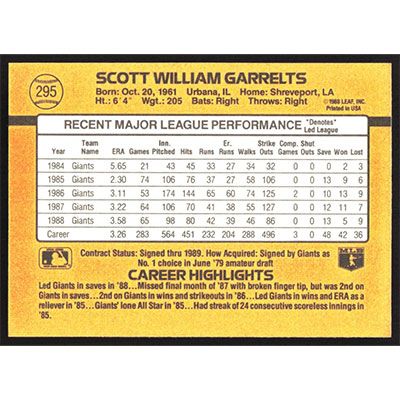 295
SCOTT WILLIAM GARRELTS
Born: Oct. 20, 1961 Urbana, IL Home: Shreveport, LA
Ht.: 6'4" Wgt.: 205 Bats: Right Throws: Right
©1988 LEAF, INC.
Printed in USA
RECENT MAJOR LEAGUE PERFORMANCE *Denotes Led League
Year Team Name ERA Games Inn. Pitched Hits Runs Er. Runs Walks Strike Outs Comp. Games Shut Outs Save Won Lost
1984 Giants 5.65 21 43 45 33 27 34 32 0 0 0 2 3
1985 Giants 2.30 74 106 76 37 27 58 106 0 0 13 9 6
1986 Giants 3.11 53 174 144 65 60 74 125 2 0 10 13 9
1987 Giants 3.22 64 106 70 41 38 55 127 0 0 12 11 7
1988 Giants 3.58 65 98 80 42 39 46 86 0 0 13 5 9
Career 3.26 283 564 451 232 204 288 506 3 0 48 42 36
Contract Status: Signed thru 1989. How Acquired: Signed by Giants as
No. 1 choice in June '79 amateur draft
CAREER HIGHLIGHTS
Led Giants in saves in '88...Missed final month of '87 with broken finger tip, but was 2nd on
staff in saves...2nd on Giants in wins and strikeouts in '86...Led Giants in wins and ERA as a
reliever in '85...Giants' lone All Star in '85...Had streak of 24 consecutive scoreless innings in
'85.